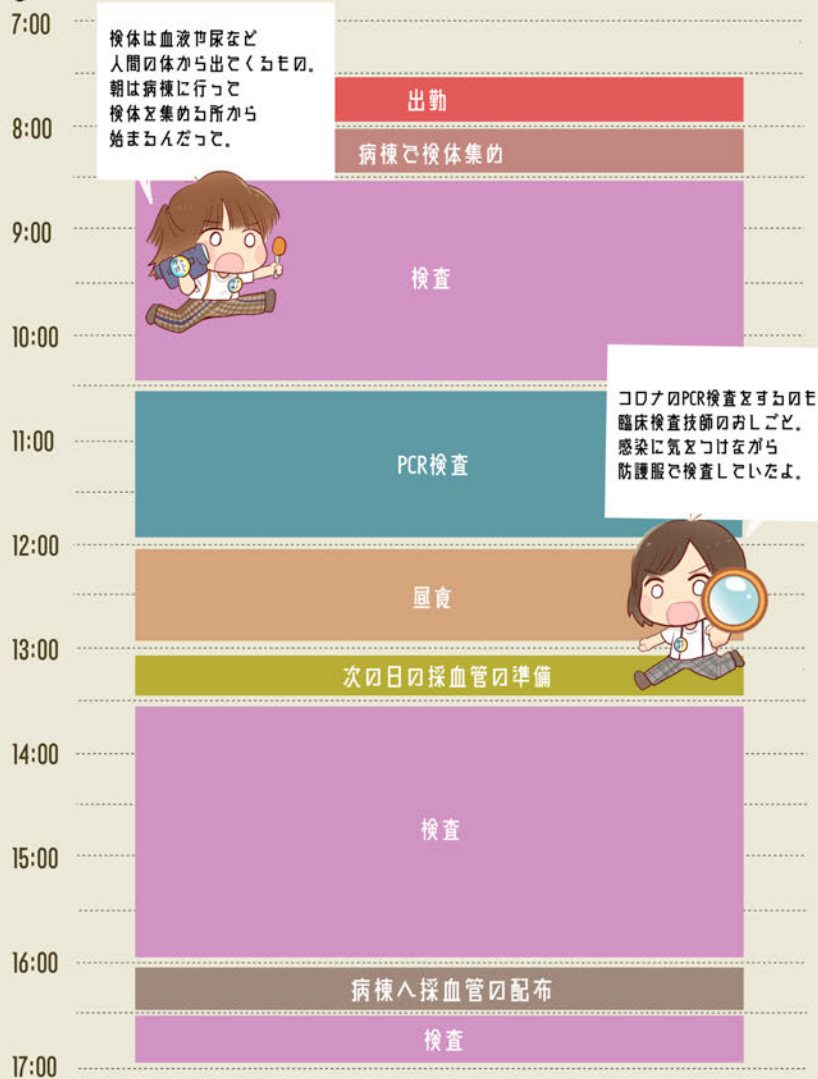 7:00
検体は血液や尿など
人間の体から出てくるもの。
朝は病棟に行って
検体を集める所から
始まるんだって。
出勤
8:00
病棟で検体集め
9:00
検査
10:00
コロナのPCR検査をするのも
臨床検査技師のおしごと。
感染に気をつけながら
防護服で検査していたよ。
11:00
PCR検査
12:00
昼食
13:00
次の日の採血管の準備
14:00
検査
15:00
16:00
病棟へ採血管の配布
検査
17:00